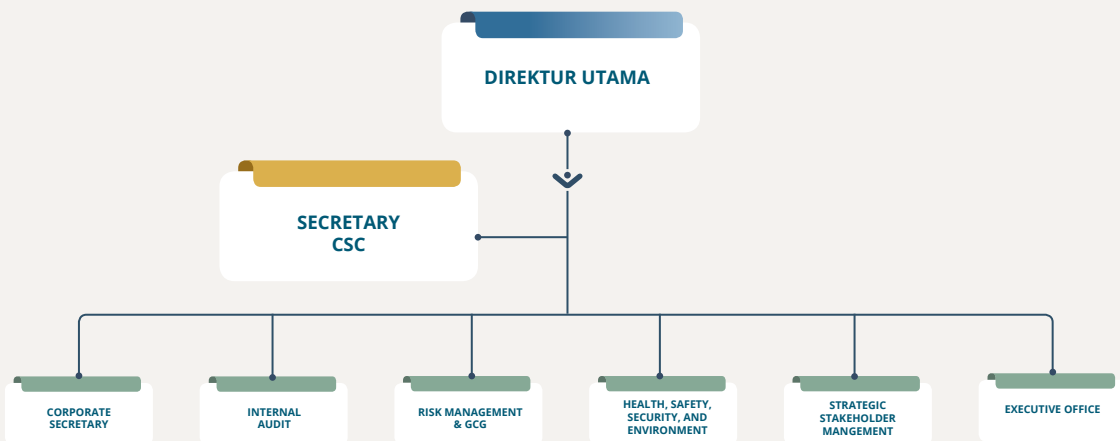 DIREKTUR UTAMA
SECRETARY
CSC
CORPORATE
SECRETARY
INTERNAL
AUDIT
RISK MANAGEMENT
& GCG
HEALTH, SAFETY,
SECURITY, AND
ENVIRONMENT
STRATEGIC
STAKEHOLDER
MANGEMENT
EXECUTIVE OFFICE